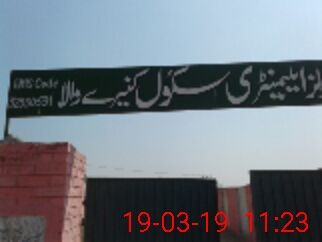 EMIS Code
ایلیمنٹری سکول کنیرے والا
19-03-19 11:23